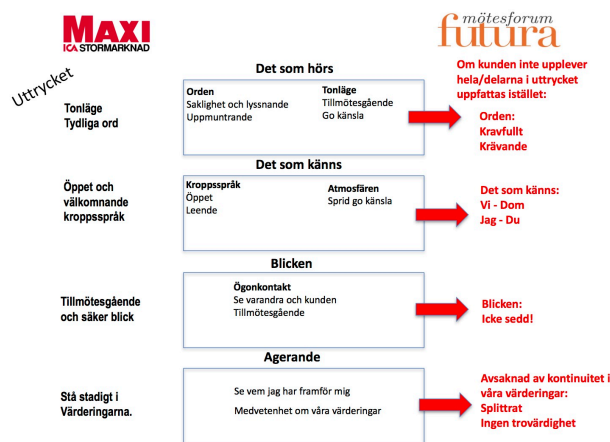 MAXI
ICA STORMARKNAD
mötesforum
futura
Uttrycket
Det som hörs
Om kunden inte upplever
hela/delarna i uttrycket
uppfattas istället:
Tonläge
Tydliga ord
Orden
Saklighet och lyssnande
Uppmuntrande
Tonläge
Tillmötesgående
Go känsla
Orden:
Kravfullt
Krävande
Det som känns
Öppet och
välkomnande
kroppsspråk
Kroppsspråk
Öppet
Leende
Atmosfären
Sprid go känsla
Det som känns:
Vi - Dom
Jag - Du
Blicken
Tillmötesgående
och säker blick
Ögonkontakt
Se varandra och kunden
Tillmötesgående
Blicken:
Icke sedd!
Agerande
Stå stadigt i
Värderingarna.
Se vem jag har framför mig
Medvetenhet om våra värderingar
Avsaknad av kontinuitet i
våra värderingar:
Splittrat
Ingen trovärdighet